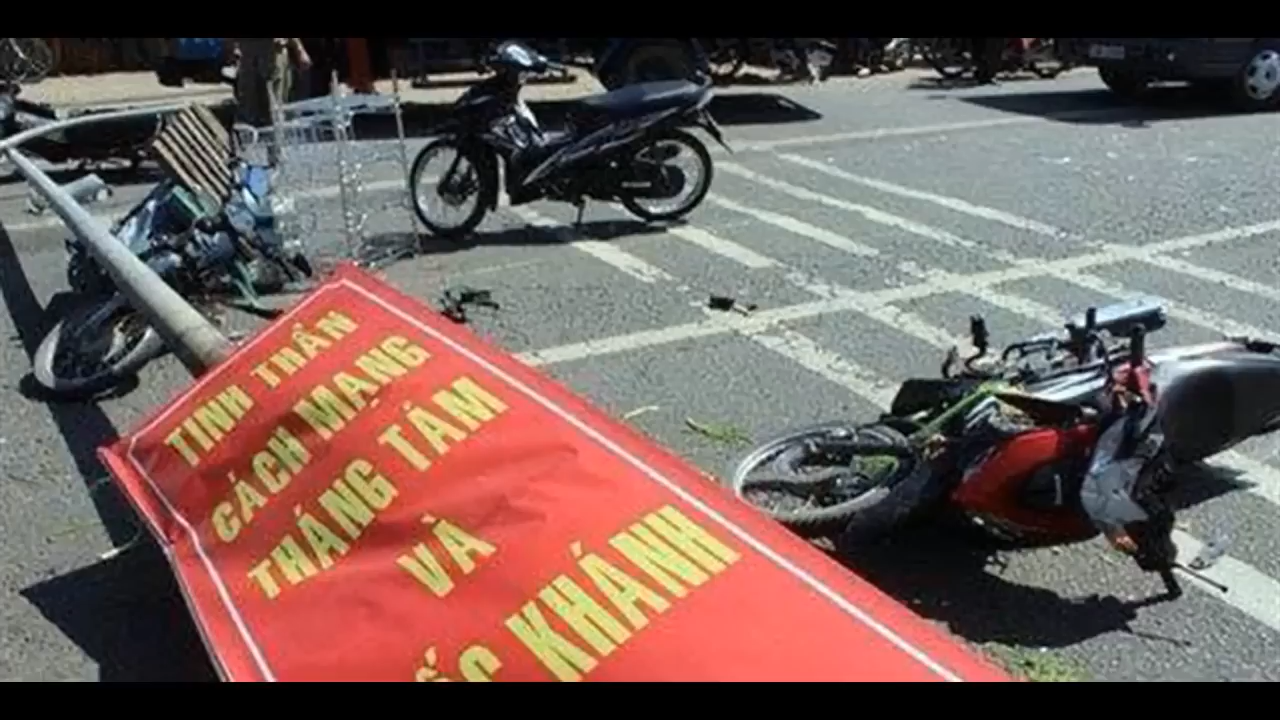 TINH THẦN
CÁCH MẠNG
THÁNG TÁM
VÀ
KHÁNH